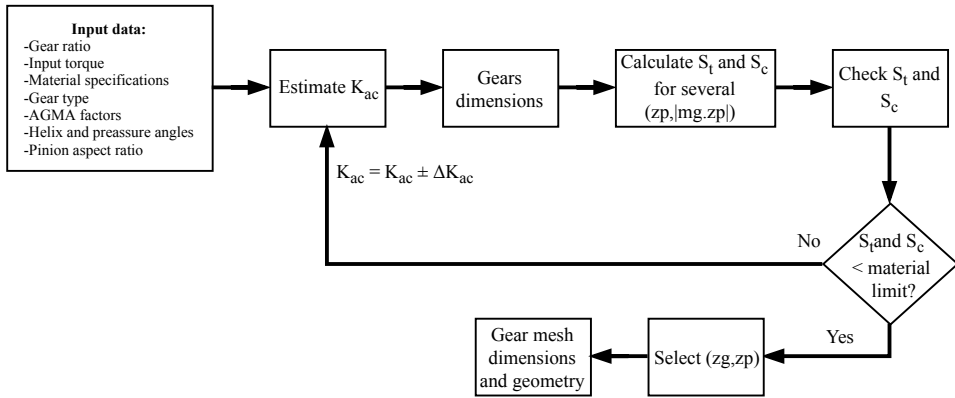 Input data:
-Gear ratio
-Input torque
-Material specifications
-Gear type
-AGMA factors
-Helix and preassure angles
-Pinion aspect ratio
Estimate Kac
Gears
dimensions
Calculate St and Sc
for several
(zp,|mg.zp|)
Check St and
Sc
Kac = Kac ± ΔKac
No
Stand Sc
< material
limit?
Yes
Select (zg,zp)
Gear mesh
dimensions
and geometry